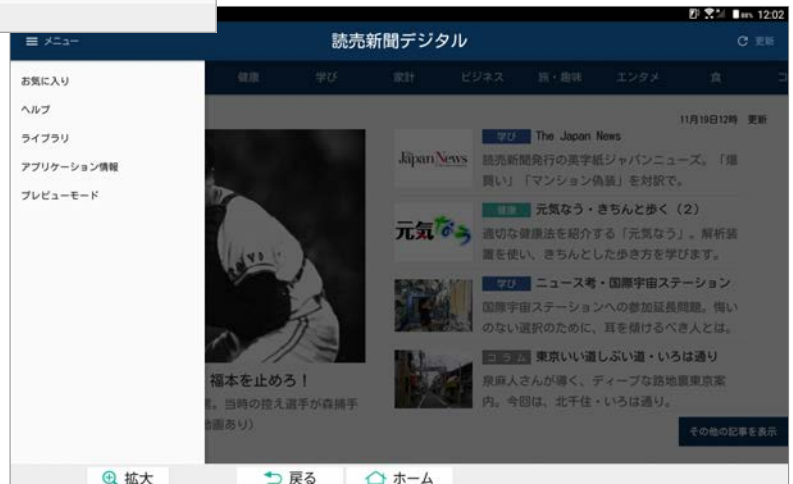 88% 12:02
メニュー
読売新聞デジタル
更新
健康 学び 家計 ビジネス 旅・趣味 エンタメ 食 コ
お気に入り
ヘルプ
ライブラリ
アプリケーション情報
プレビューモード
11月19日12時 更新
学び The Japan News
The Japan News
読売新聞発行の英字紙ジャパンニューズ。「爆
買い」「マンション偽装」を対訳で。
健康 元気なう・きちんと歩く(2)
元気なう
適切な健康法を紹介する「元気なう」。解析装
置を使い、きちんとした歩き方を学びます。
学び ニュース考・国際宇宙ステーション
国際宇宙ステーションへの参加延長問題。悔い
のない選択のために、耳を傾けるべき人とは。
コラム 東京いい道しぶい道・いろは通り
泉麻人さんが導く、ディープな路地裏東京案
内。今回は、北千住・いろは通り。
福本を止めろ!
。当時の控え選手が森捕手
動画あり)
その他の記事を表示
拡大 戻る ホーム